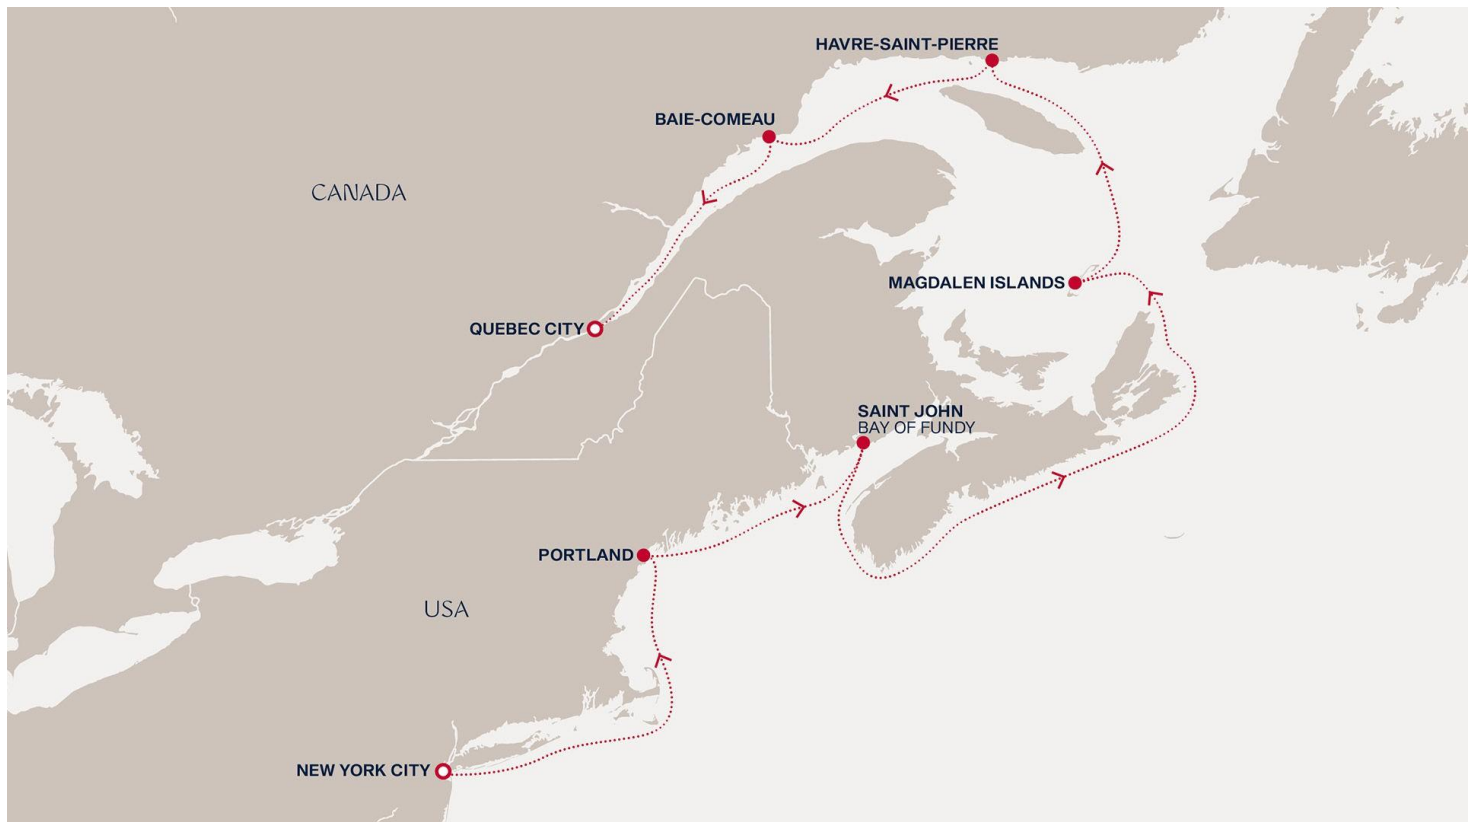 HAVRE-SAINT-PIERRE
BAIE-COMEAU
CANADA
MAGDALEN ISLANDS
QUEBEC CITY
SAINT JOHN
BAY OF FUNDY
PORTLAND
USA
NEW YORK CITY